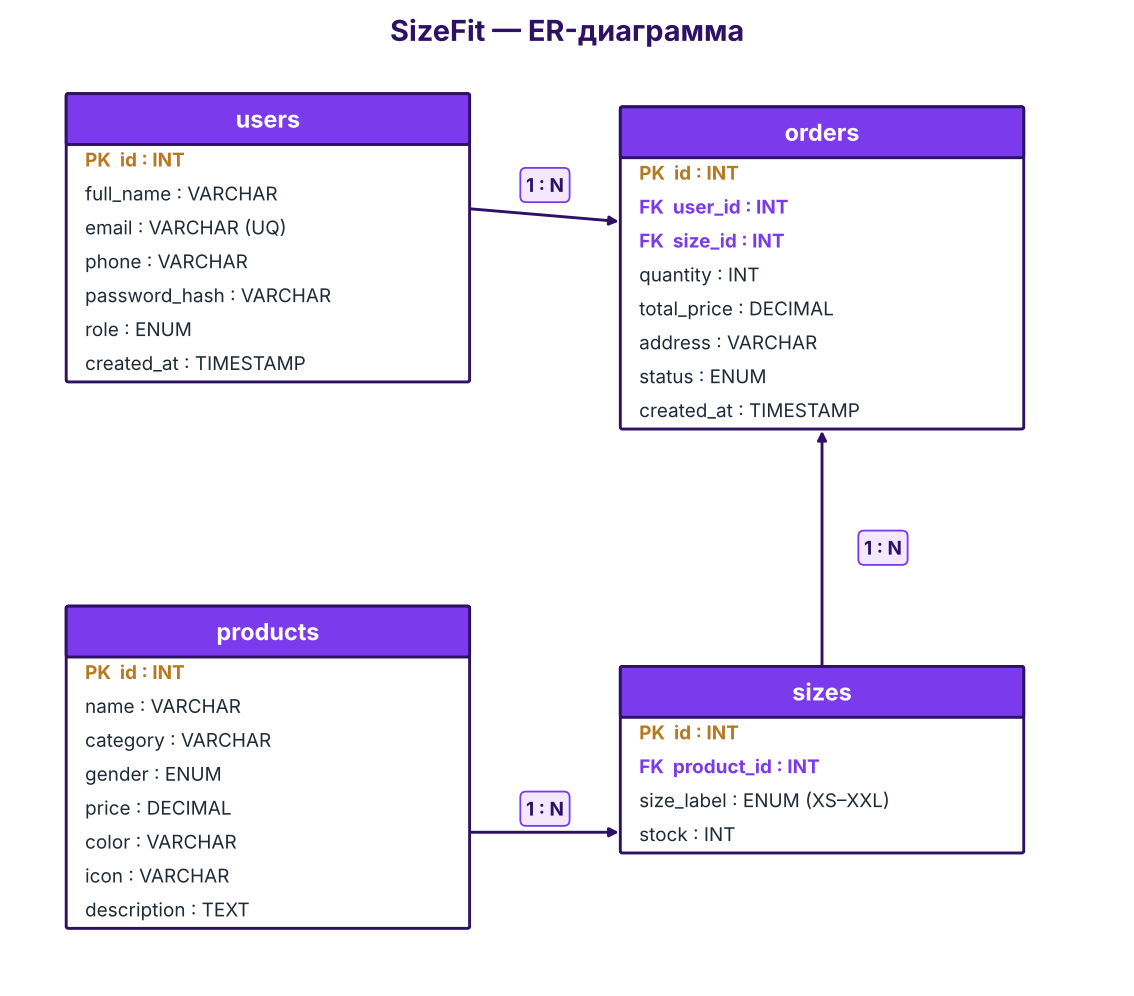 SizeFit — ER-диаграмма
users
PK id : INT
full_name : VARCHAR
email : VARCHAR (UQ)
phone : VARCHAR
password_hash : VARCHAR
role : ENUM
created_at : TIMESTAMP
1 : N
orders
PK id : INT
FK user_id : INT
FK size_id : INT
quantity : INT
total_price : DECIMAL
address : VARCHAR
status : ENUM
created_at : TIMESTAMP
1 : N
products
PK id : INT
name : VARCHAR
category : VARCHAR
gender : ENUM
price : DECIMAL
color : VARCHAR
icon : VARCHAR
description : TEXT
1 : N
sizes
PK id : INT
FK product_id : INT
size_label : ENUM (XS–XXL)
stock : INT